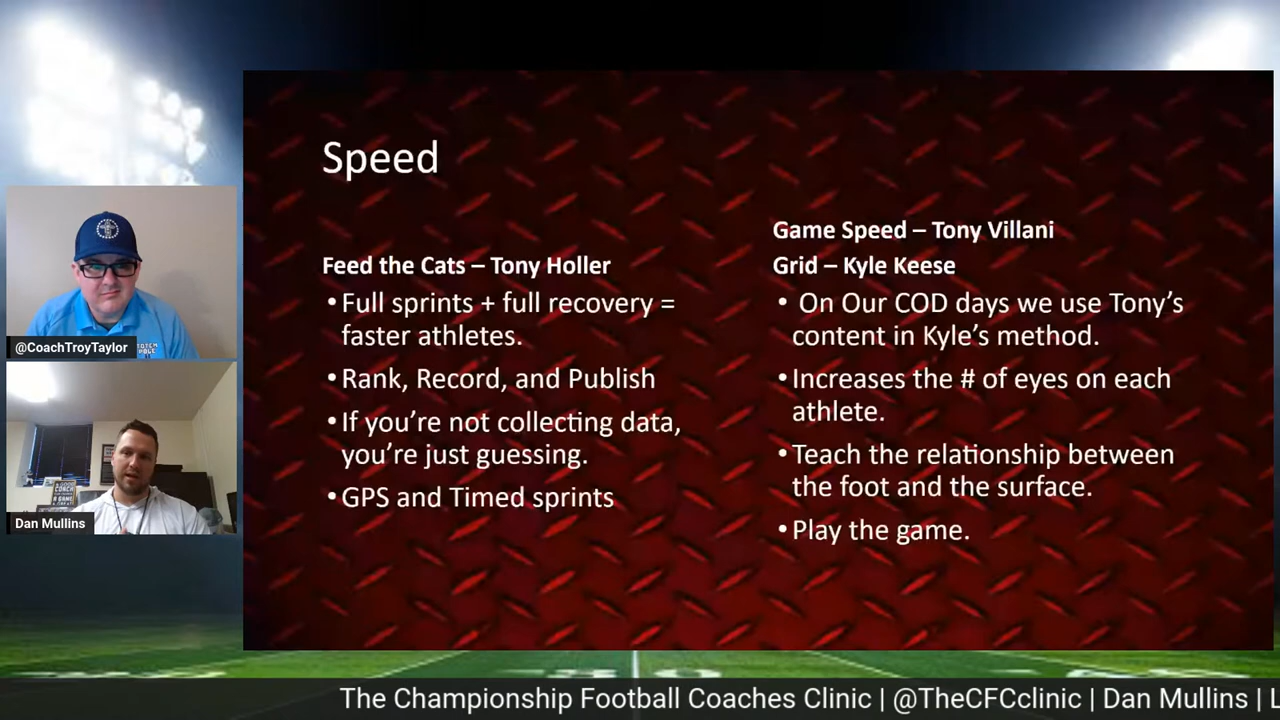 Speed
Feed the Cats – Tony Holler
•Full sprints + full recovery =
faster athletes.
•Rank, Record, and Publish
•If you’re not collecting data,
you’re just guessing.
•GPS and Timed sprints
Game Speed – Tony Villani
Grid – Kyle Keese
• On Our COD days we use Tony’s
content in Kyle’s method.
•Increases the # of eyes on each
athlete.
•Teach the relationship between
the foot and the surface.
•Play the game.
@CoachTroyTaylor
Dan Mullins
The Championship Football Coaches Clinic | @TheCFCclinic | Dan Mullins |